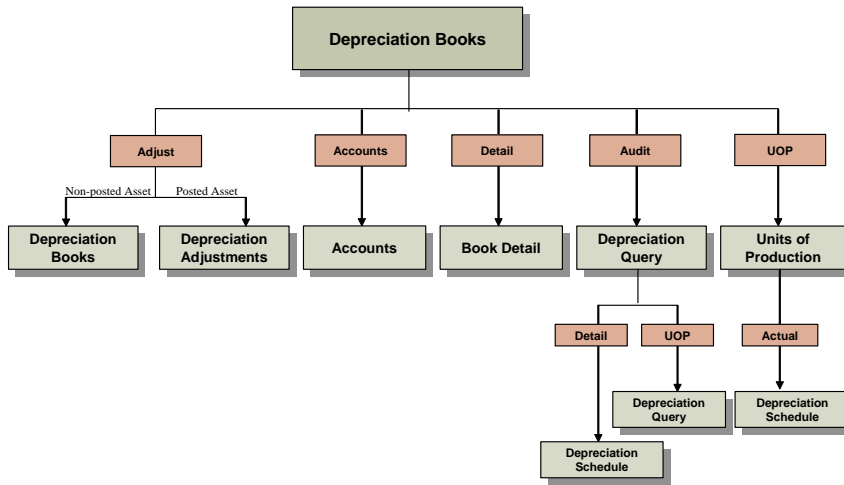 Depreciation Books
Adjust
Accounts
Detail
Audit
UOP
Non-posted Asset
Posted Asset
Depreciation
Books
Depreciation
Adjustments
Accounts
Book Detail
Depreciation
Query
Units of
Production
Detail
UOP
Actual
Depreciation
Query
Depreciation
Schedule
Depreciation
Schedule